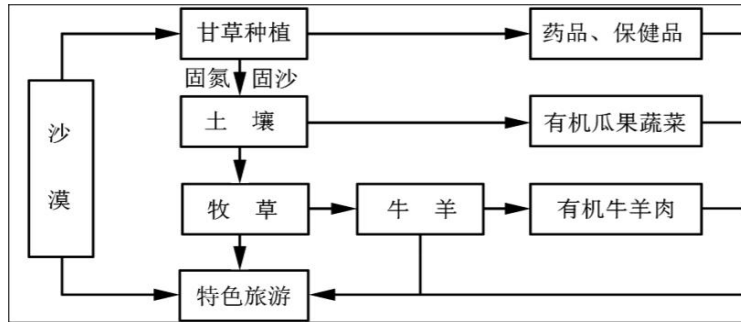 甘草种植
药品、保健品
固氮
固沙
沙漠
土壤
有机瓜果蔬菜
牧草
牛羊
有机牛羊肉
特色旅游